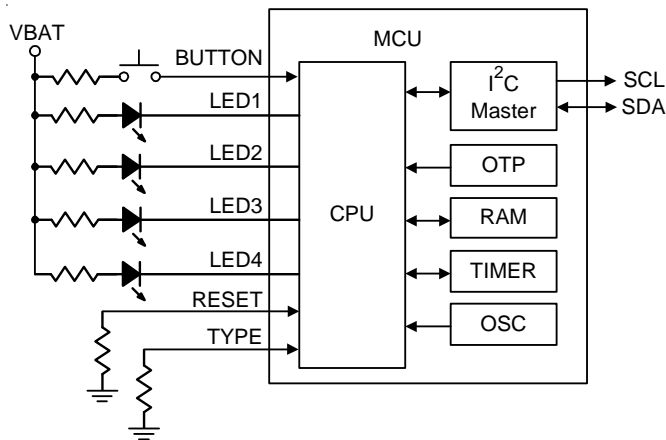 VBAT
MCU
BUTTON
LED1
LED2
LED3
LED4
RESET
TYPE
CPU
I²C
Master
OTP
RAM
TIMER
OSC
SCL
SDA